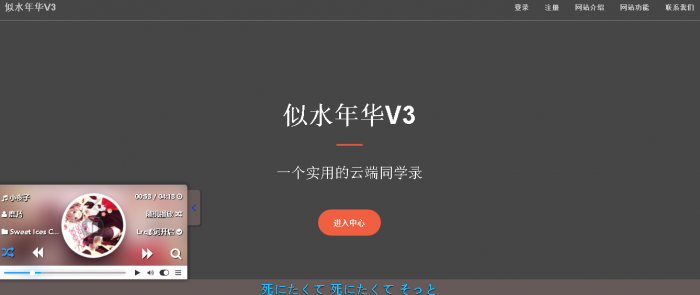 似水年华V3
登录 注册 网站介绍 网站功能 联系我们
似水年华V3
一个实用的云端同学录
进入中心
小夜子
00:53 / 04:13
鹿乃
随机播放
Sweet Ices C...
Lrc歌词开启
死にたくて 死にたくて そっと